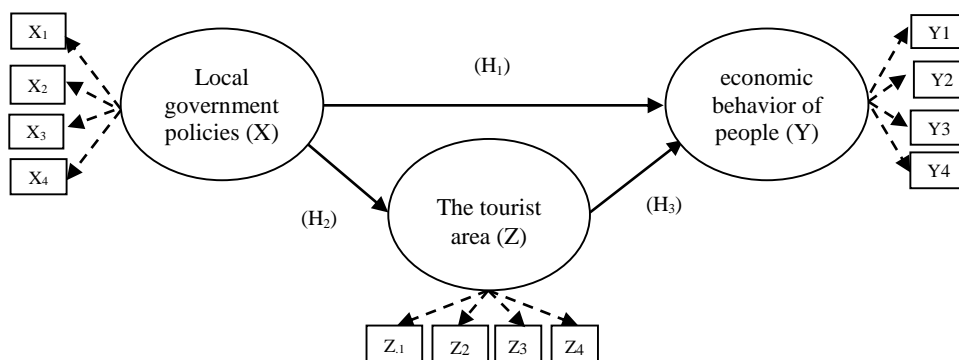 X₁
X₂
X₃
X₄
Local
government
policies (X)
(H₁)
economic
behavior of
people (Y)
Y1
Y2
Y3
Y4
(H₂)
The tourist
area (Z)
(H₃)
Z.1
Z2
Z3
Z4